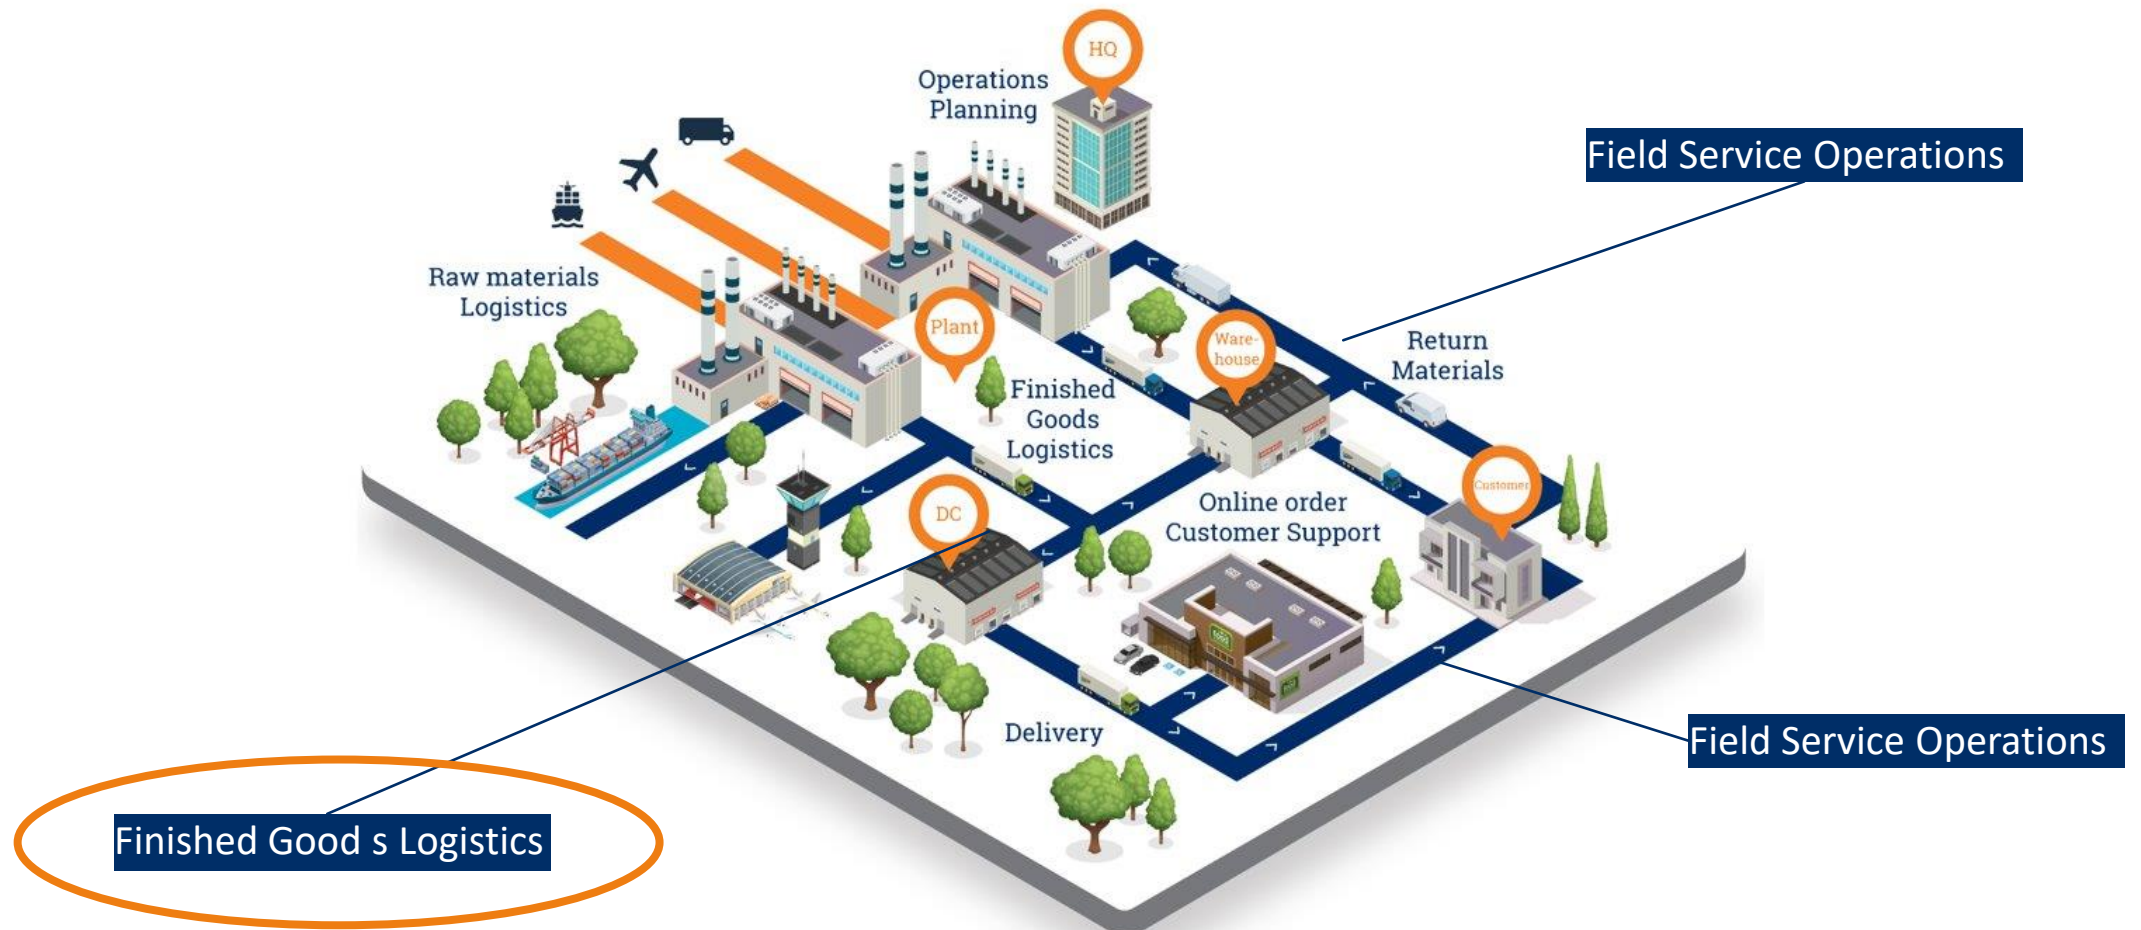 HQ
Operations
Planning
Field Service Operations
Raw materials
Logistics
Plant
Ware-
house
Return
Materials
Finished
Goods
Logistics
Customer
DC
Online order
Customer Support
FOOD
Delivery
Field Service Operations
Finished Good s Logistics